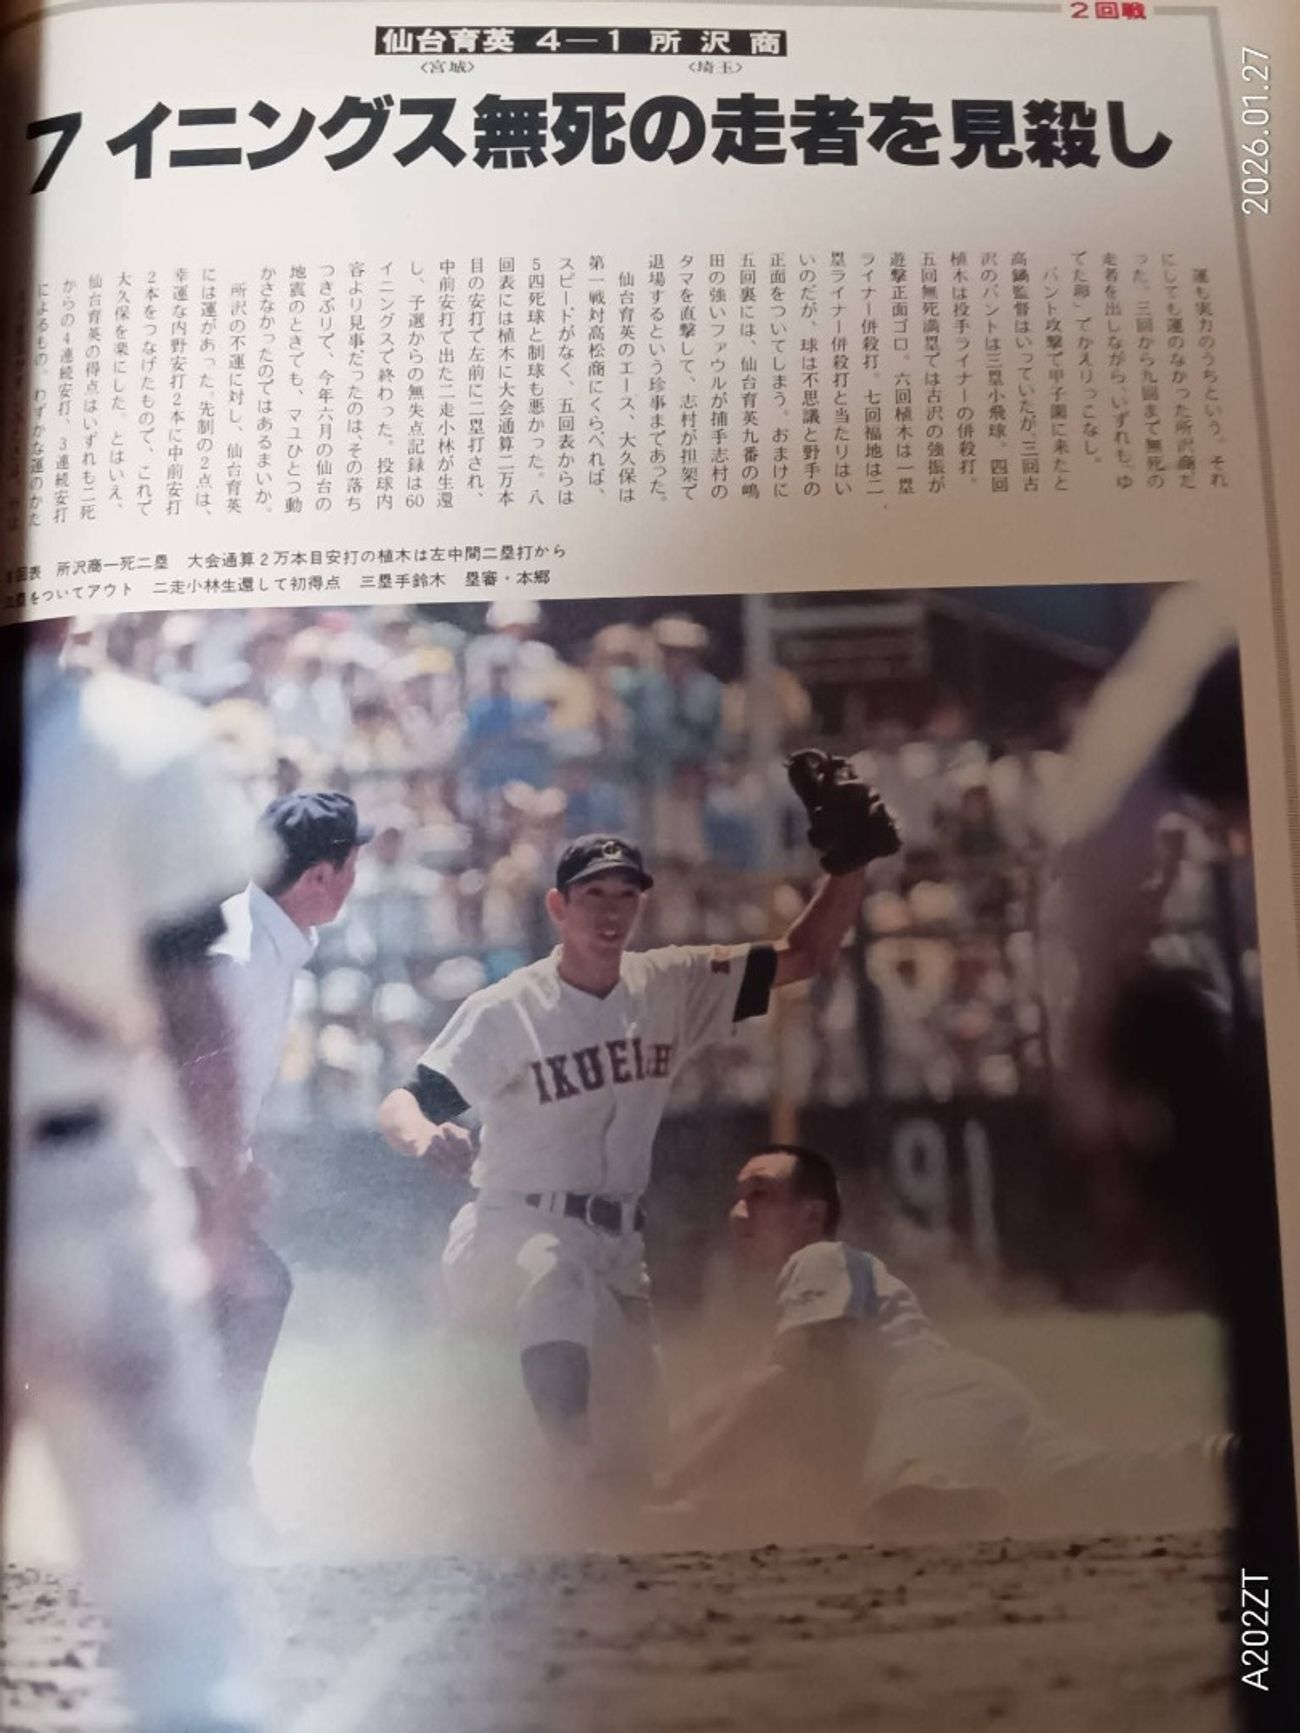 2回戦
仙台育英 4―1 所沢商
〈宮城〉 〈埼玉〉
7イニングス無死の走者を見殺し
運も実力のうちという。それ
にしても運のなかった所沢商だ
った。三回から九回まで無死の
走者を出しながら、いずれも、ゆ
でた卵、でかえりっこなし。
バント攻撃で甲子園に来たと
高鍋監督はいっていたが、三回古
沢のバントは三塁小飛球。四回
植木は投手ライナーの併殺打。
五回無死満塁では古沢の強振が
遊撃正面ゴロ。六回植木は一塁
ライナー併殺打。七回福地は二
塁ライナー併殺打と当たりはい
いのだが、球は不思議と野手の
正面をついてしまう。おまけに
五回裏には、仙台育英九番の嶋
田の強いファウルが捕手志村の
タマを直撃して、志村が担架で
退場するという珍事まであった。
仙台育英のエース、大久保は
第一戦対高松商にくらべれば、
スピードがなく、五回表からは
5四死球と制球も悪かった。八
回表には植木に大会通算二万本
目の安打で左前に二塁打され、
中前安打で出た二走小林が生還
し、予選からの無失点記録は60
イニングスで終わった。投球内
容より見事だったのは、その落ち
つきぶりで、今年六月の仙台の
地震のときでも、マユひとつ動
かさなかったのではあるまいか。
所沢の不運に対し、仙台育英
には運があった。先制の2点は、
幸運な内野安打2本に中前安打
2本をつなげたもので、これで
大久保を楽にした。とはいえ、
仙台育英の得点はいずれも二死
からの4連続安打、3連続安打
によるもの。わずかな運のかた
回表 所沢商一死二塁 大会通算2万本目安打の植木は左中間二塁打から
塁をついてアウト 二走小林生還して初得点 三塁手鈴木 塁審・本郷
IKUEI
91
2026.01.27
A202ZT